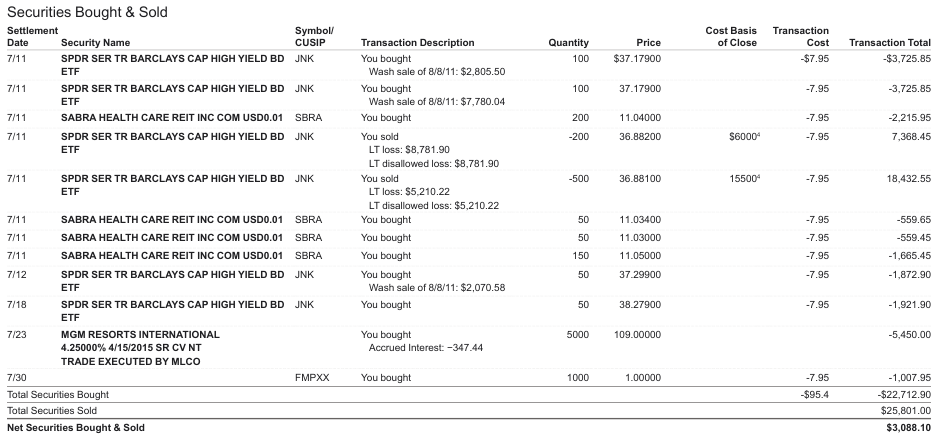 Securities Bought & Sold
Settlement Symbol/ Cost Basis Transaction
Date Security Name CUSIP Transaction Description Quantity Price of Close Cost Transaction Total
7/11 SPDR SER TR BARCLAYS CAP HIGH YIELD BD JNK You bought 100 $37.17900 -$7.95 -$3,725.85
ETF Wash sale of 8/8/11: $2,805.50
7/11 SPDR SER TR BARCLAYS CAP HIGH YIELD BD JNK You bought 100 37.17900 -7.95 -3,725.85
ETF Wash sale of 8/8/11: $7,780.04
7/11 SABRA HEALTH CARE REIT INC COM USD0.01 SBRA You bought 200 11.04000 -7.95 -2,215.95
7/11 SPDR SER TR BARCLAYS CAP HIGH YIELD BD JNK You sold -200 36.88200 $6000⁴ -7.95 7,368.45
ETF LT loss: $8,781.90
LT disallowed loss: $8,781.90
7/11 SPDR SER TR BARCLAYS CAP HIGH YIELD BD JNK You sold -500 36.88100 15500⁴ -7.95 18,432.55
ETF LT loss: $5,210.22
LT disallowed loss: $5,210.22
7/11 SABRA HEALTH CARE REIT INC COM USD0.01 SBRA You bought 50 11.03400 -7.95 -559.65
7/11 SABRA HEALTH CARE REIT INC COM USD0.01 SBRA You bought 50 11.03000 -7.95 -559.45
7/11 SABRA HEALTH CARE REIT INC COM USD0.01 SBRA You bought 150 11.05000 -7.95 -1,665.45
7/12 SPDR SER TR BARCLAYS CAP HIGH YIELD BD JNK You bought 50 37.29900 -7.95 -1,872.90
ETF Wash sale of 8/8/11: $2,070.58
7/18 SPDR SER TR BARCLAYS CAP HIGH YIELD BD JNK You bought 50 38.27900 -7.95 -1,921.90
ETF
7/23 MGM RESORTS INTERNATIONAL You bought 5000 109.00000 -5,450.00
4.25000% 4/15/2015 SR CV NT Accrued Interest: −347.44
TRADE EXECUTED BY MLCO
7/30 FMPXX You bought 1000 1.00000 -7.95 -1,007.95
Total Securities Bought -$95.4 -$22,712.90
Total Securities Sold $25,801.00
Net Securities Bought & Sold $3,088.10